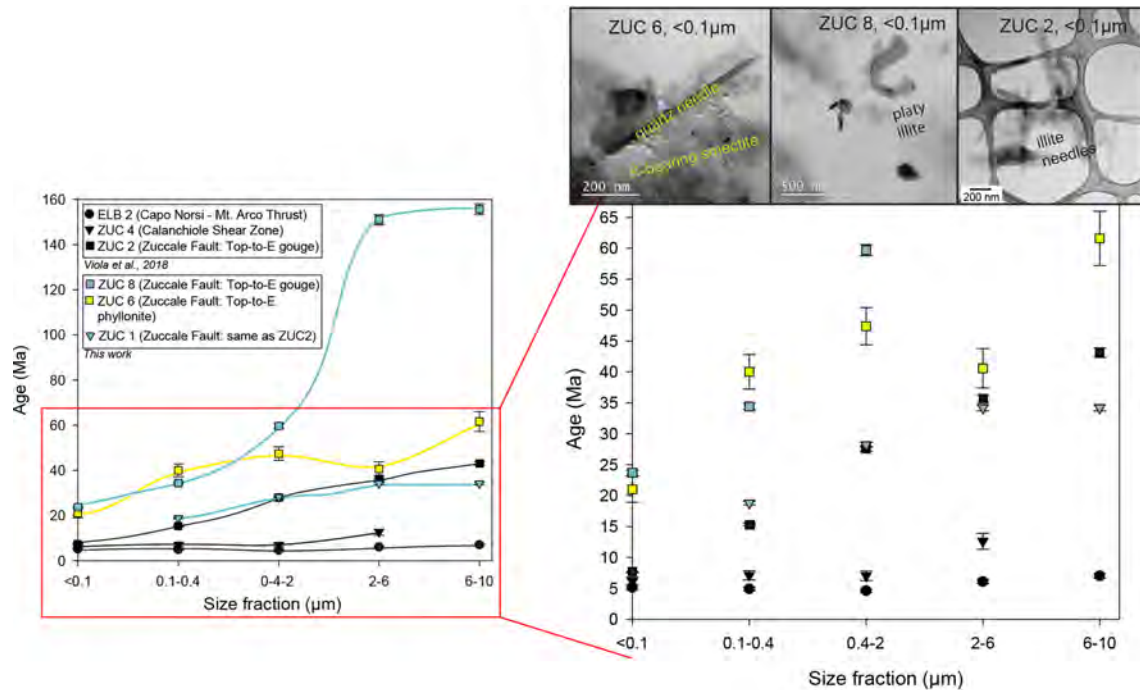 ZUC 6, <0.1µm
quartz needle
K-bearing smectite
200 nm
ZUC 8, <0.1µm
platy
illite
500 nm
ZUC 2, <0.1µm
illite
needles
200 nm
Age (Ma)
160
140
120
100
80
60
40
20
0
ELB 2 (Capo Norsi - Mt. Arco Thrust)
ZUC 4 (Calanchiole Shear Zone)
ZUC 2 (Zuccale Fault: Top-to-E gouge)
Viola et al., 2018
ZUC 8 (Zuccale Fault: Top-to-E gouge)
ZUC 6 (Zuccale Fault: Top-to-E
phyllonite)
ZUC 1 (Zuccale Fault: same as ZUC2)
This work
<0.1 0.1-0.4 0-4-2 2-6 6-10
Size fraction (µm)
Age (Ma)
65
60
55
50
45
40
35
30
25
20
15
10
5
0
<0.1 0.1-0.4 0.4-2 2-6 6-10
Size fraction (µm)